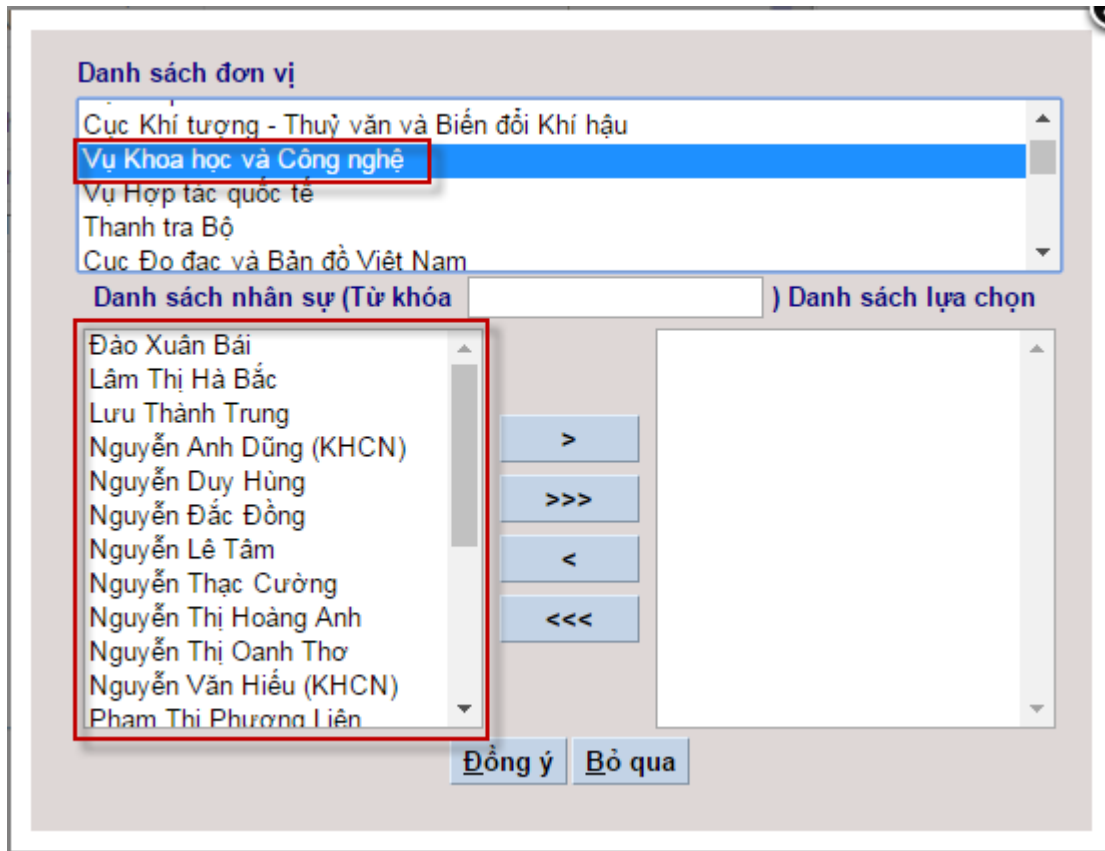 Danh sách đơn vị
Cục Khí tượng - Thuỷ văn và Biến đổi Khí hậu
Vụ Khoa học và Công nghệ
Vụ Hợp tác quốc tế
Thanh tra Bộ
Cục Đo đạc và Bản đồ Việt Nam
Danh sách nhân sự (Từ khóa ) Danh sách lựa chọn
Đào Xuân Bái
Lâm Thị Hà Bắc
Lưu Thành Trung
Nguyễn Anh Dũng (KHCN)
Nguyễn Duy Hùng
Nguyễn Đắc Đồng
Nguyễn Lê Tâm
Nguyễn Thạc Cường
Nguyễn Thị Hoàng Anh
Nguyễn Thị Oanh Thơ
Nguyễn Văn Hiếu (KHCN)
Phạm Thị Phương Liên
>
>>>
<
<<<
Đồng ý Bỏ qua